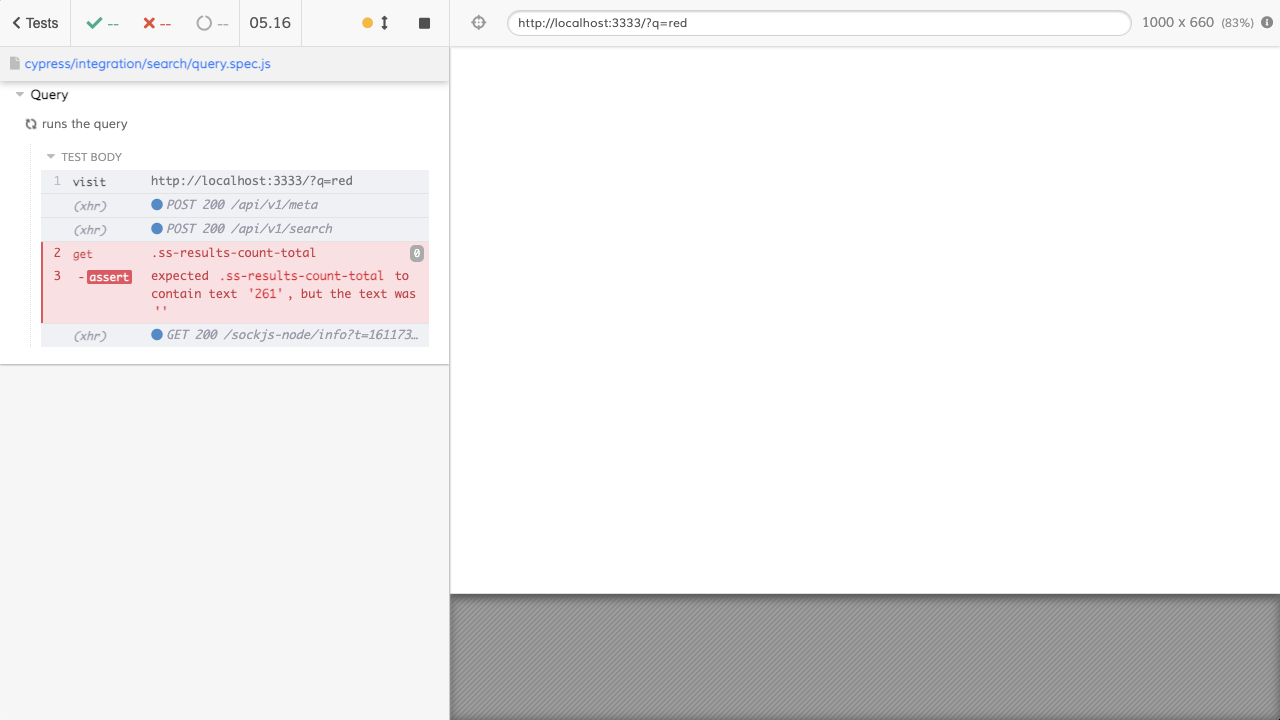 Tests -- -- -- 05.16
http://localhost:3333/?q=red 1000 x 660 (83%)
cypress/integration/search/query.spec.js
Query
runs the query
TEST BODY
1 visit http://localhost:3333/?q=red
(xhr) POST 200 /api/v1/meta
(xhr) POST 200 /api/v1/search
2 get .ss-results-count-total 0
3 -assert expected .ss-results-count-total to
contain text '261', but the text was
''
(xhr) GET 200 /sockjs-node/info?t=161173…